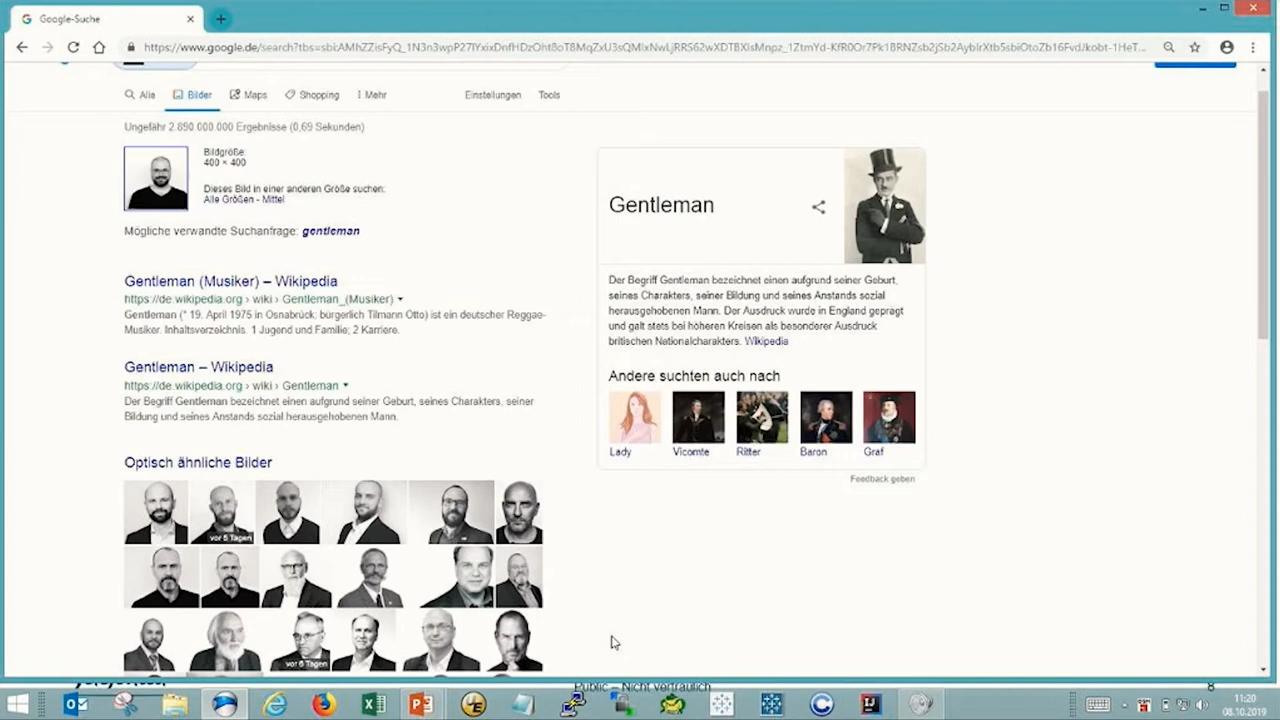 Google-Suche
Alle
Bilder
Maps
Shopping
Mehr
Einstellungen
Tools
Ungefähr 2.890.000.000 Ergebnisse (0,69 Sekunden)
Bildgröße:
400 × 400
Dieses Bild in einer anderen Größe suchen:
Alle Größen - Mittel
Mögliche verwandte Suchanfrage: gentleman
Gentleman (Musiker) – Wikipedia
https://de.wikipedia.org › wiki › Gentleman_(Musiker)
Gentleman (* 19. April 1975 in Osnabrück; bürgerlich Tilmann Otto) ist ein deutscher Reggae-
Musiker. Inhaltsverzeichnis. 1 Jugend und Familie; 2 Karriere.
Gentleman – Wikipedia
https://de.wikipedia.org › wiki › Gentleman
Der Begriff Gentleman bezeichnet einen aufgrund seiner Geburt, seines Charakters, seiner
Bildung und seines Anstands sozial herausgehobenen Mann.
Optisch ähnliche Bilder
vor 5 Tagen
vor 6 Tagen
Gentleman
Der Begriff Gentleman bezeichnet einen aufgrund seiner Geburt,
seines Charakters, seiner Bildung und seines Anstands sozial
herausgehobenen Mann. Der Ausdruck wurde in England geprägt
und galt stets bei höheren Kreisen als besonderer Ausdruck
britischen Nationalcharakters. Wikipedia
Andere suchten auch nach
Lady
Vicomte
Ritter
Baron
Graf
Feedback geben
Public – Nicht vertraulich
8
11:20
08.10.2019